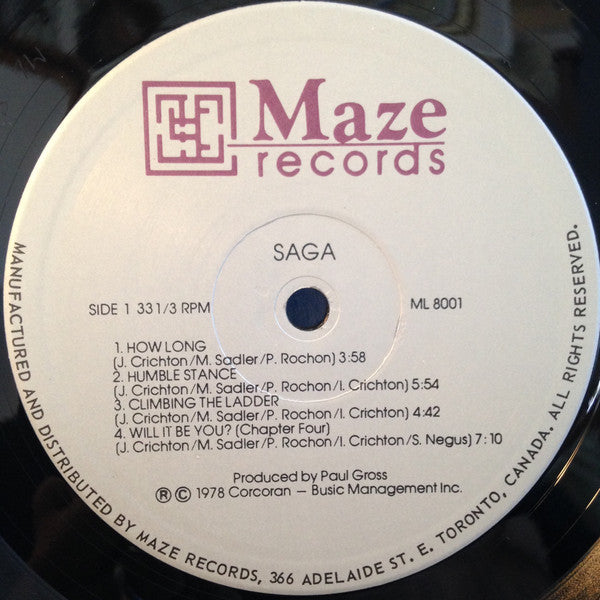 Maze
records
SAGA
SIDE 1 33 1/3 RPM
ML 8001
1. HOW LONG
(J. Crichton/M. Sadler/P. Rochon) 3:58
2. HUMBLE STANCE
(J. Crichton/M. Sadler/P. Rochon/I. Crichton) 5:54
3. CLIMBING THE LADDER
(J. Crichton/M. Sadler/P. Rochon/I. Crichton) 4:42
4. WILL IT BE YOU? (Chapter Four)
(J. Crichton/M. Sadler/P. Rochon/I. Crichton/S. Negus) 7:10
Produced by Paul Gross
Ⓡ Ⓒ 1978 Corcoran – Busic Management Inc.
MANUFACTURED AND DISTRIBUTED BY MAZE RECORDS, 366 ADELAIDE ST. E. TORONTO, CANADA. ALL RIGHTS RESERVED.